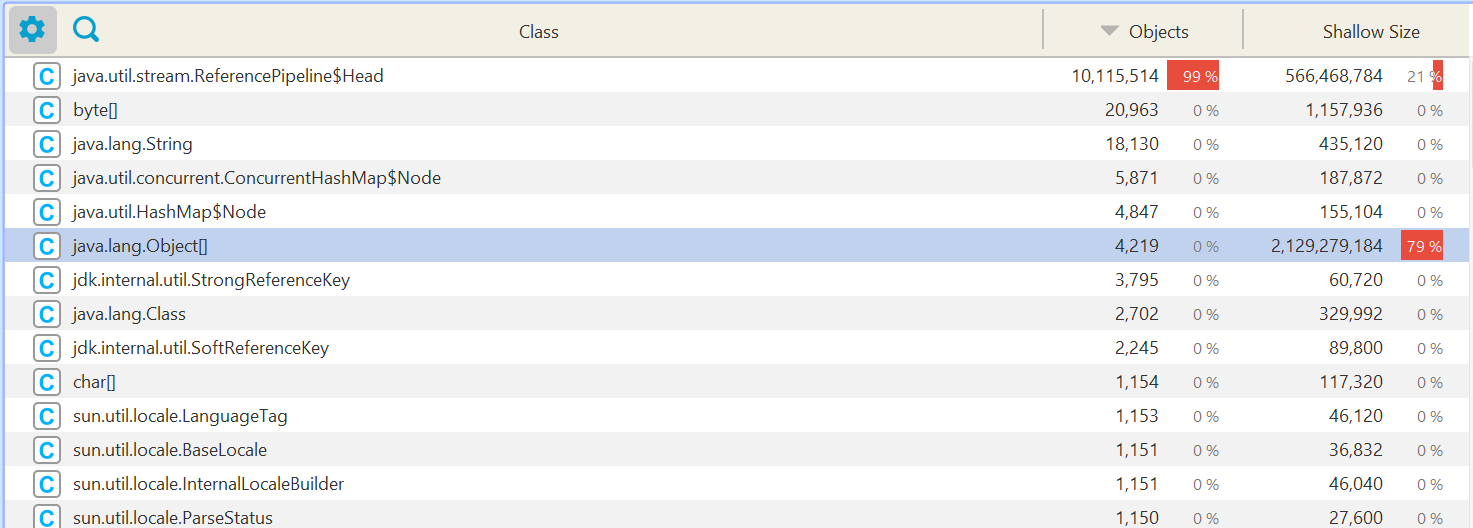 Class Objects Shallow Size
C java.util.stream.ReferencePipeline$Head 10,115,514 99 % 566,468,784 21 %
C byte[] 20,963 0 % 1,157,936 0 %
C java.lang.String 18,130 0 % 435,120 0 %
C java.util.concurrent.ConcurrentHashMap$Node 5,871 0 % 187,872 0 %
C java.util.HashMap$Node 4,847 0 % 155,104 0 %
C java.lang.Object[] 4,219 0 % 2,129,279,184 79 %
C jdk.internal.util.StrongReferenceKey 3,795 0 % 60,720 0 %
C java.lang.Class 2,702 0 % 329,992 0 %
C jdk.internal.util.SoftReferenceKey 2,245 0 % 89,800 0 %
C char[] 1,154 0 % 117,320 0 %
C sun.util.locale.LanguageTag 1,153 0 % 46,120 0 %
C sun.util.locale.BaseLocale 1,151 0 % 36,832 0 %
C sun.util.locale.InternalLocaleBuilder 1,151 0 % 46,040 0 %
C sun.util.locale.ParseStatus 1,150 0 % 27,600 0 %